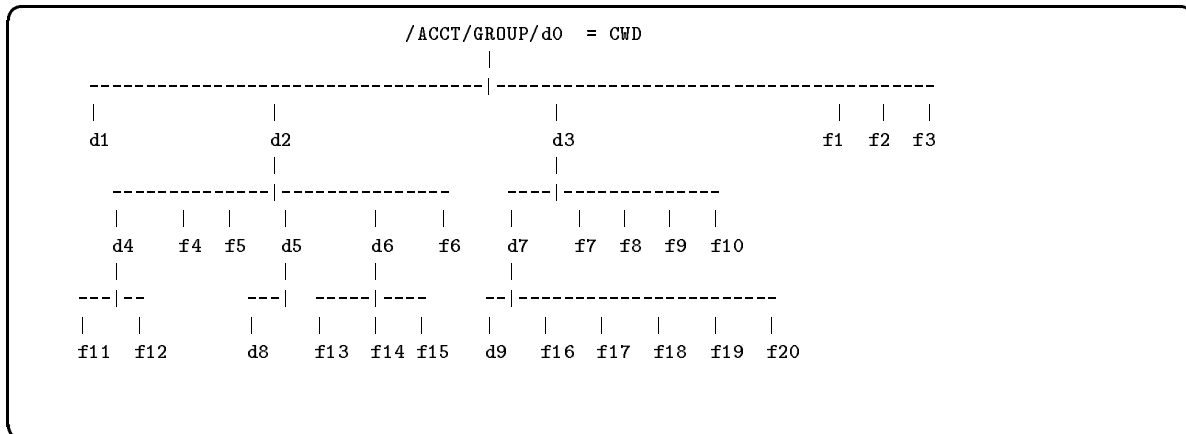 /ACCT/GROUP/d0 = CWD
d1 d2 d3 f1 f2 f3
d4 f4 f5 d5 d6 f6 d7 f7 f8 f9 f10
f11 f12 d8 f13 f14 f15 d9 f16 f17 f18 f19 f20